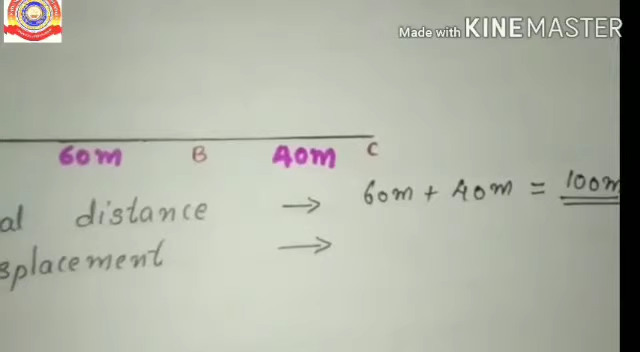 Made with KINEMASTER
60m B 40m C
al distance → 60m + 40m = 100m
splacement →